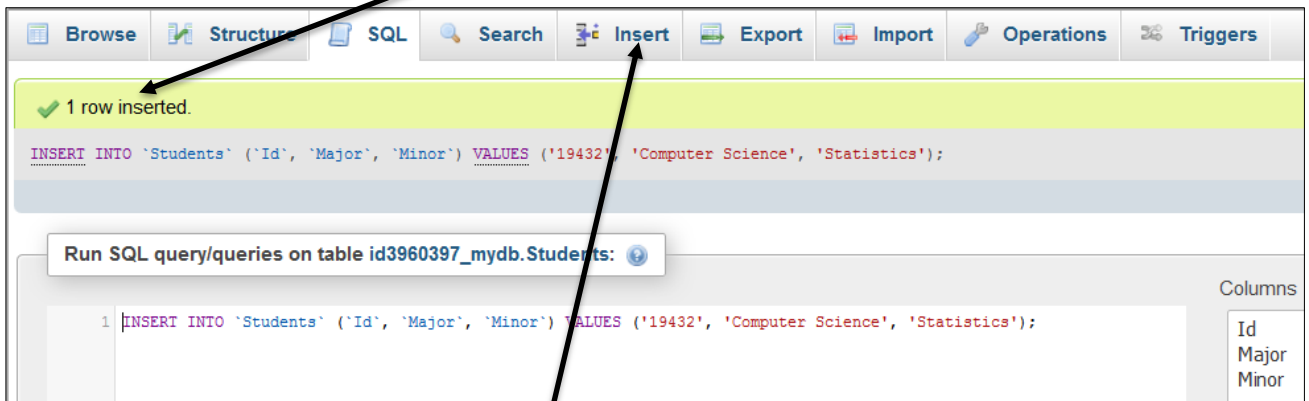 Browse Structure SQL Search Insert Export Import Operations Triggers
1 row inserted.
INSERT INTO `Students` (`Id`, `Major`, `Minor`) VALUES ('19432', 'Computer Science', 'Statistics');
Run SQL query/queries on table id3960397_mydb.Students:
Columns
1 INSERT INTO `Students` (`Id`, `Major`, `Minor`) VALUES ('19432', 'Computer Science', 'Statistics');
Id
Major
Minor